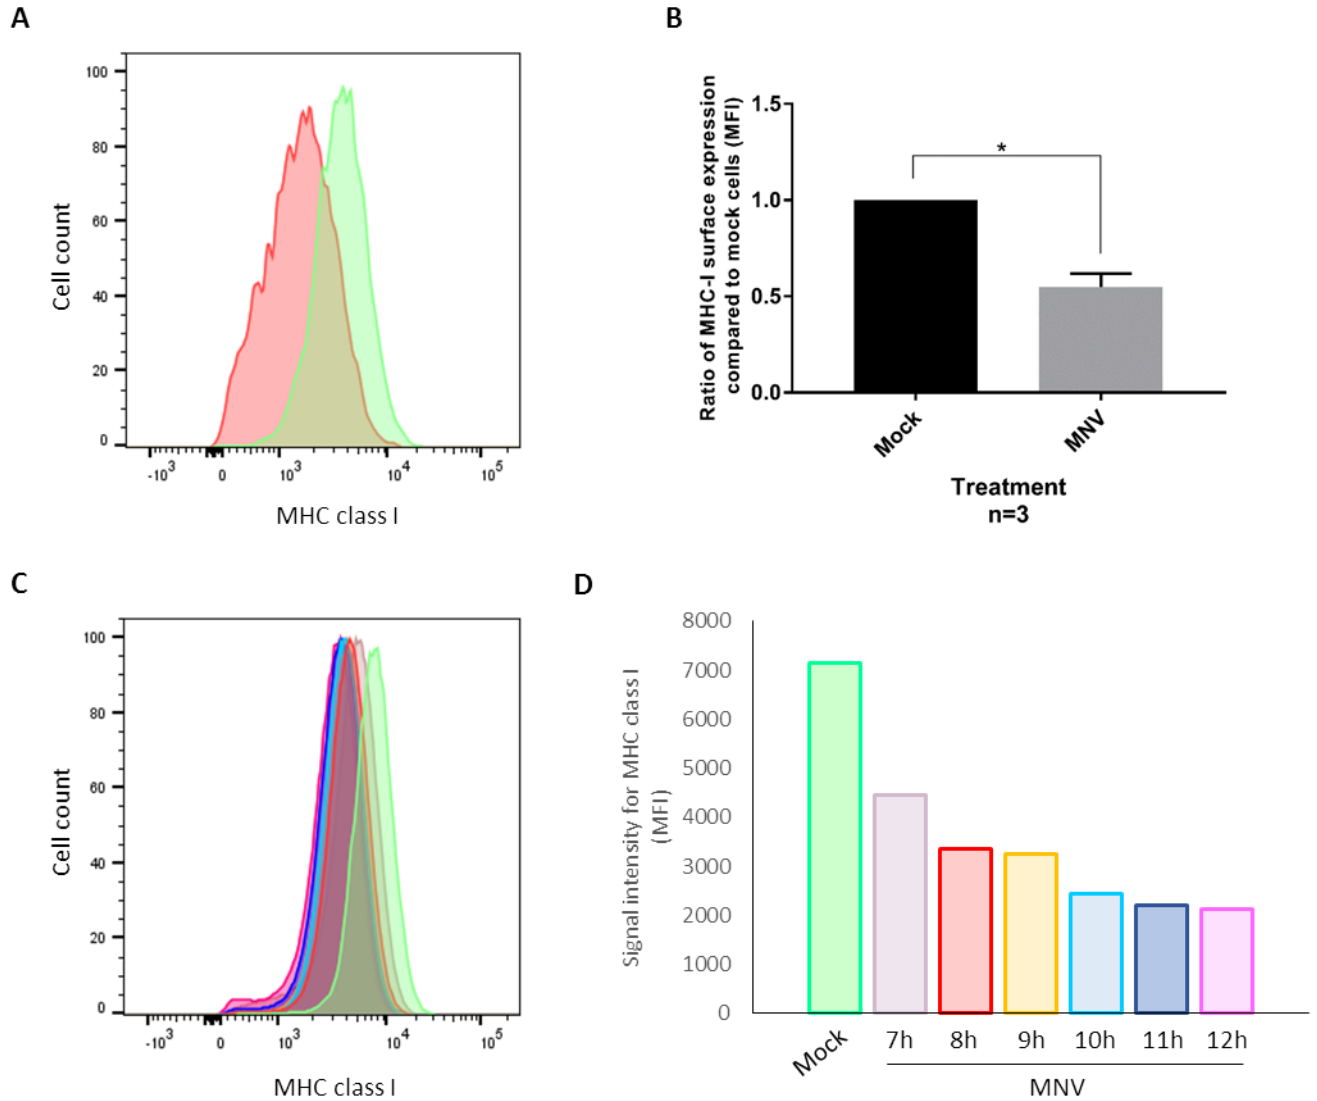 A
100
80
60
40
20
0
Cell count
-10³ 0 10³ 10⁴ 10⁵
MHC class I
B
Ratio of MHC-I surface expression
compared to mock cells (MFI)
1.5
1.0
0.5
0.0
*
Mock MNV
Treatment
n=3
C
100
80
60
40
20
0
Cell count
-10³ 0 10³ 10⁴ 10⁵
MHC class I
D
Signal intensity for MHC class I
(MFI)
8000
7000
6000
5000
4000
3000
2000
1000
0
Mock 7h 8h 9h 10h 11h 12h
MNV